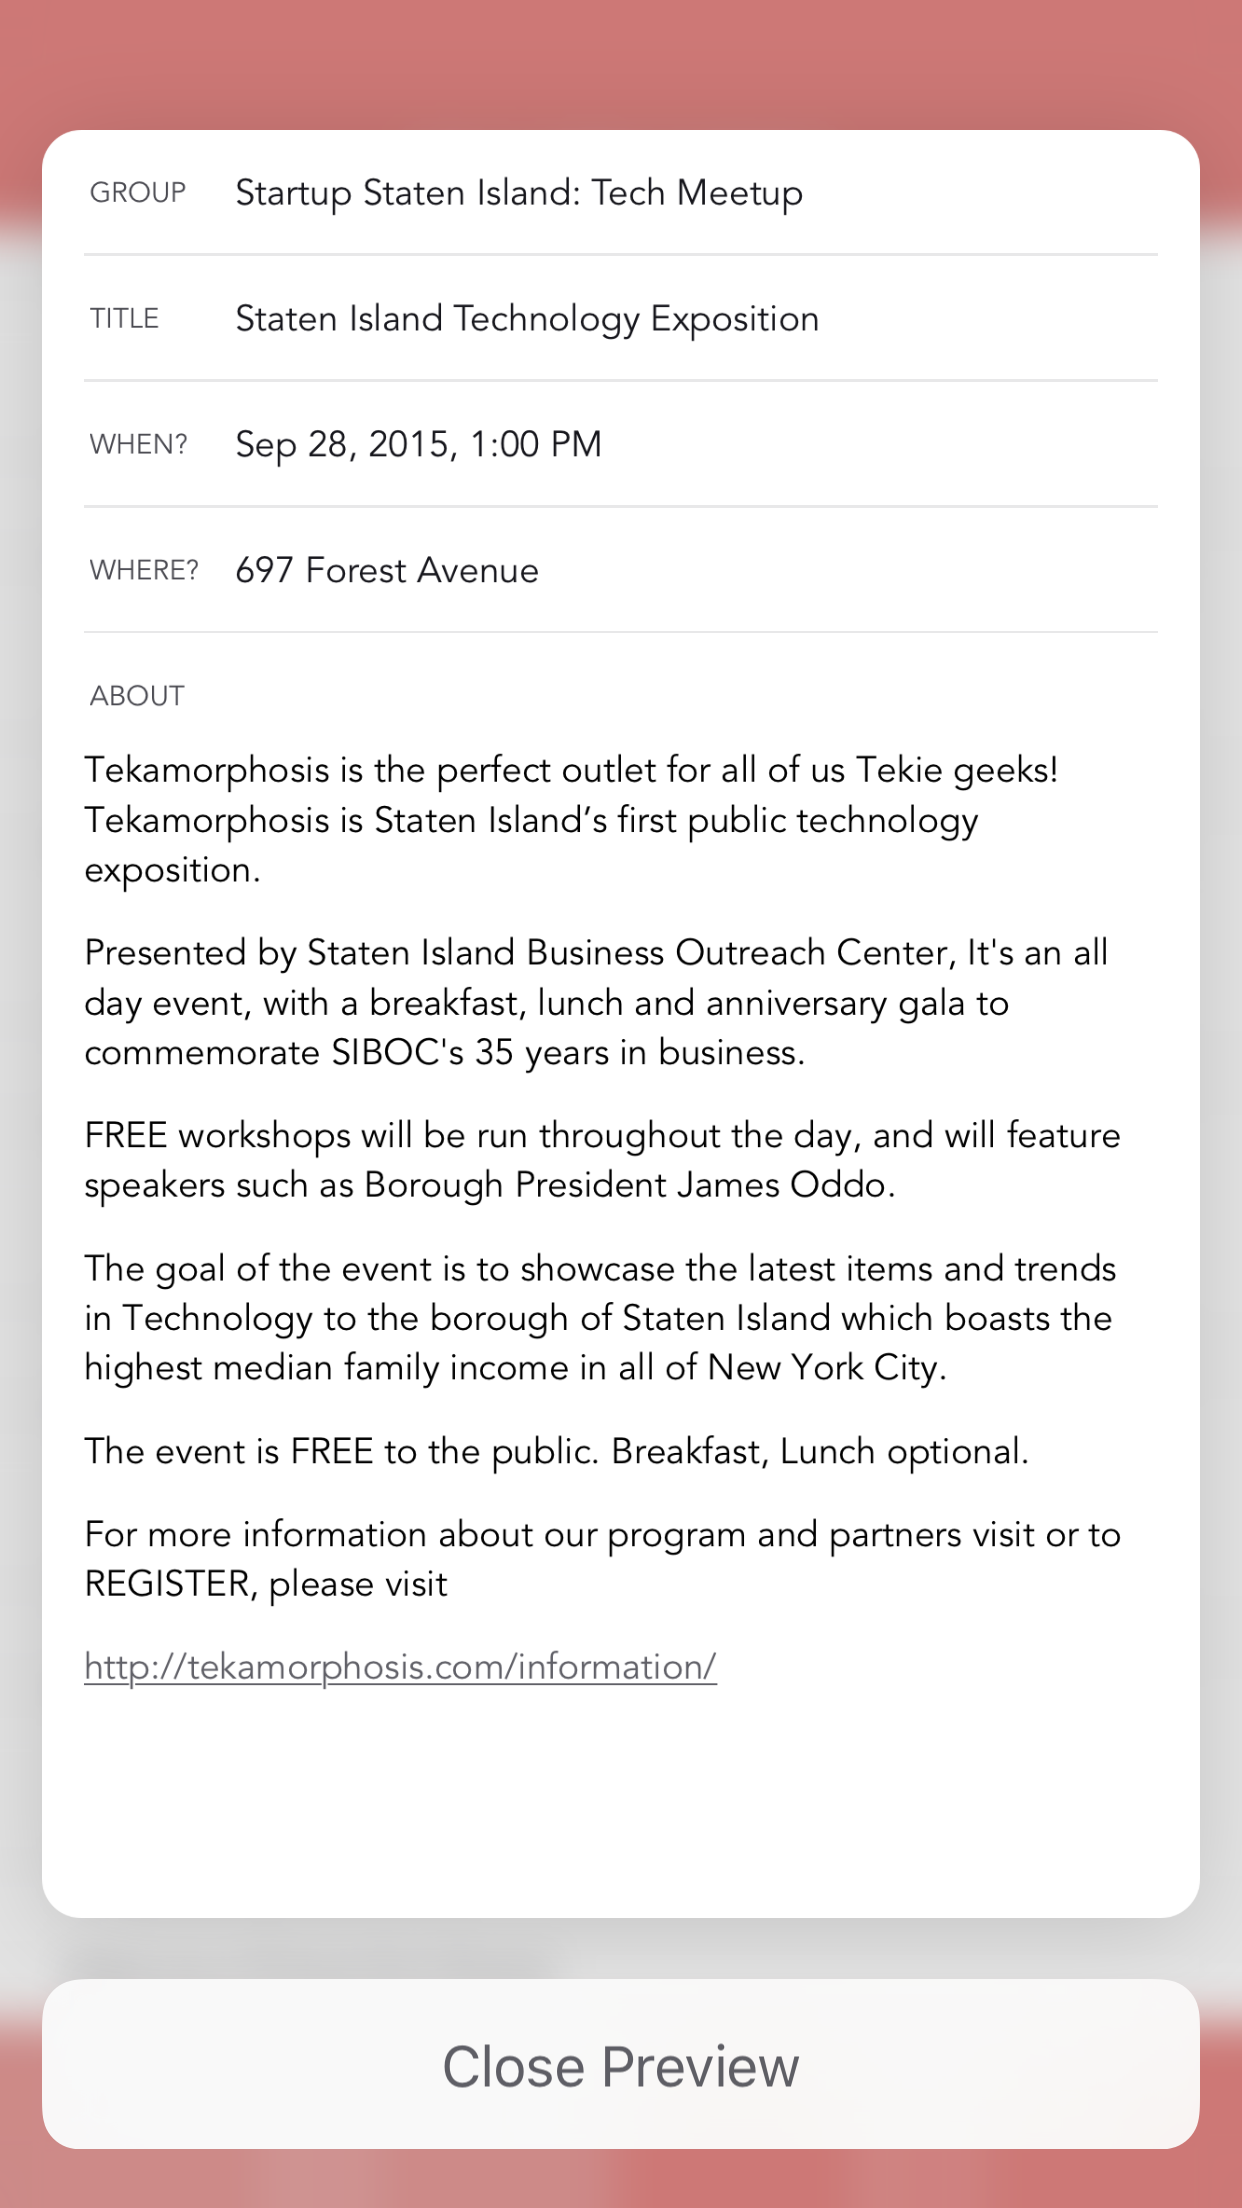 GROUP Startup Staten Island: Tech Meetup
TITLE Staten Island Technology Exposition
WHEN? Sep 28, 2015, 1:00 PM
WHERE? 697 Forest Avenue
ABOUT
Tekamorphosis is the perfect outlet for all of us Tekie geeks!
Tekamorphosis is Staten Island’s first public technology
exposition.
Presented by Staten Island Business Outreach Center, It's an all
day event, with a breakfast, lunch and anniversary gala to
commemorate SIBOC's 35 years in business.
FREE workshops will be run throughout the day, and will feature
speakers such as Borough President James Oddo.
The goal of the event is to showcase the latest items and trends
in Technology to the borough of Staten Island which boasts the
highest median family income in all of New York City.
The event is FREE to the public. Breakfast, Lunch optional.
For more information about our program and partners visit or to
REGISTER, please visit
http://tekamorphosis.com/information/
Close Preview